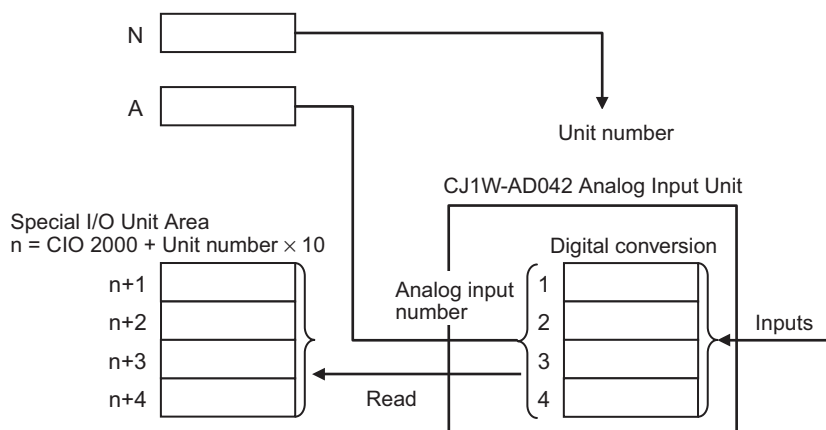 N
A
Unit number
CJ1W-AD042 Analog Input Unit
Special I/O Unit Area
n = CIO 2000 + Unit number × 10
Digital conversion
n+1
n+2
n+3
n+4
Analog input
number
1
2
3
4
Inputs
Read